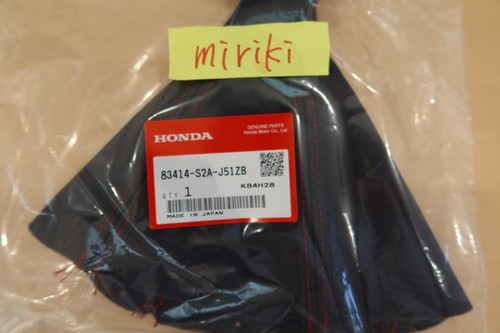 miriki
HONDA
GENUINE PARTS
Honda Motor Co., Ltd.
83414-S2A-J51ZB
QTY. 1
KB4H28
MADE IN JAPAN